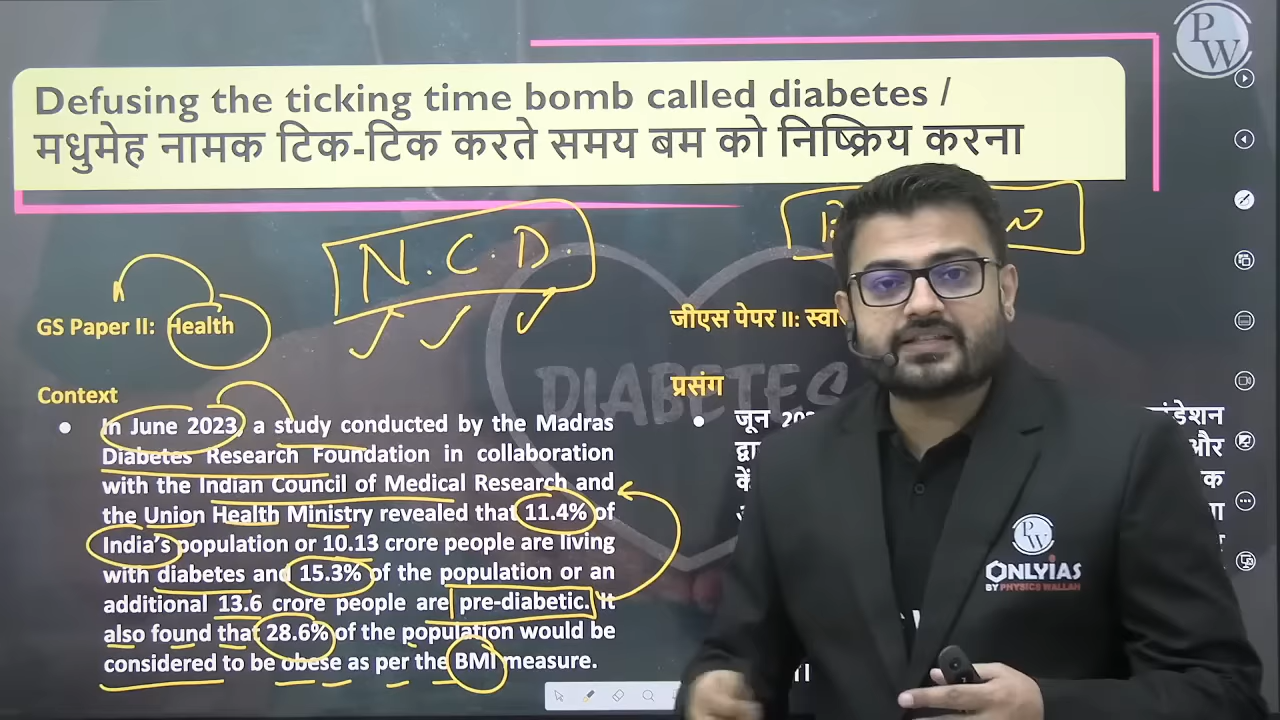 PW
Defusing the ticking time bomb called diabetes /
मधुमेह नामक टिक-टिक करते समय बम को निष्क्रिय करना
N.C.D.
GS Paper II: Health
जीएस पेपर II:
DIABETES
Context
प्रसंग
In June 2023, a study conducted by the Madras
Diabetes Research Foundation in collaboration
with the Indian Council of Medical Research and
the Union Health Ministry revealed that 11.4% of
India's population or 10.13 crore people are living
with diabetes and 15.3% of the population or an
additional 13.6 crore people are pre-diabetic. It
also found that 28.6% of the population would be
considered to be obese as per the BMI measure.
जून
और
PW
ONLYIAS
BY PHYSICS WALLAH